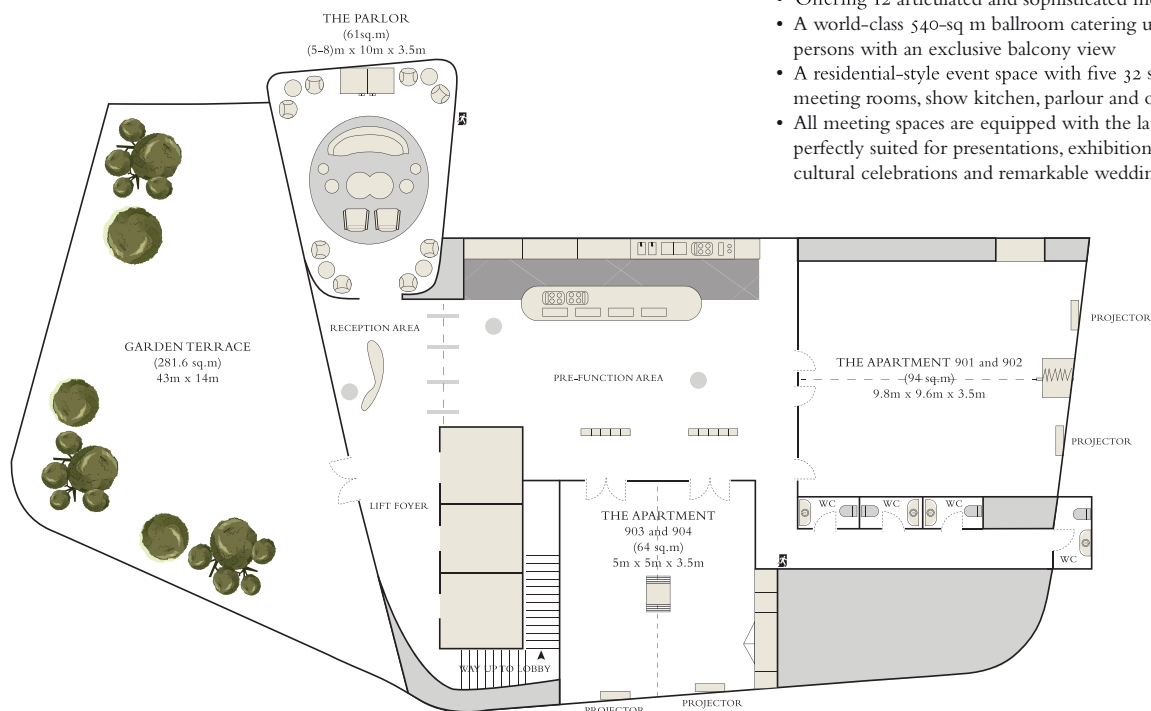 THE PARLOR
(61sq.m)
(5-8)m x 10m x 3.5m
• Offering 12 articulated and sophisticated
• A world-class 540-sq m ballroom catering
persons with an exclusive balcony view
• A residential-style event space with five 32
meeting rooms, show kitchen, parlour and
• All meeting spaces are equipped with the
perfectly suited for presentations,
cultural celebrations and remarkable
GARDEN TERRACE
(281.6 sq.m)
43m x 14m
RECEPTION AREA
PRE-FUNCTION AREA
THE APARTMENT 901 and 902
(94 sq.m)
9.8m x 9.6m x 3.5m
PROJECTOR
PROJECTOR
LIFT FOYER
THE APARTMENT
903 and 904
(64 sq.m)
5m x 5m x 3.5m
WC
WC
WC
WC
WAY UP TO LOBBY
PROJECTOR
PROJECTOR